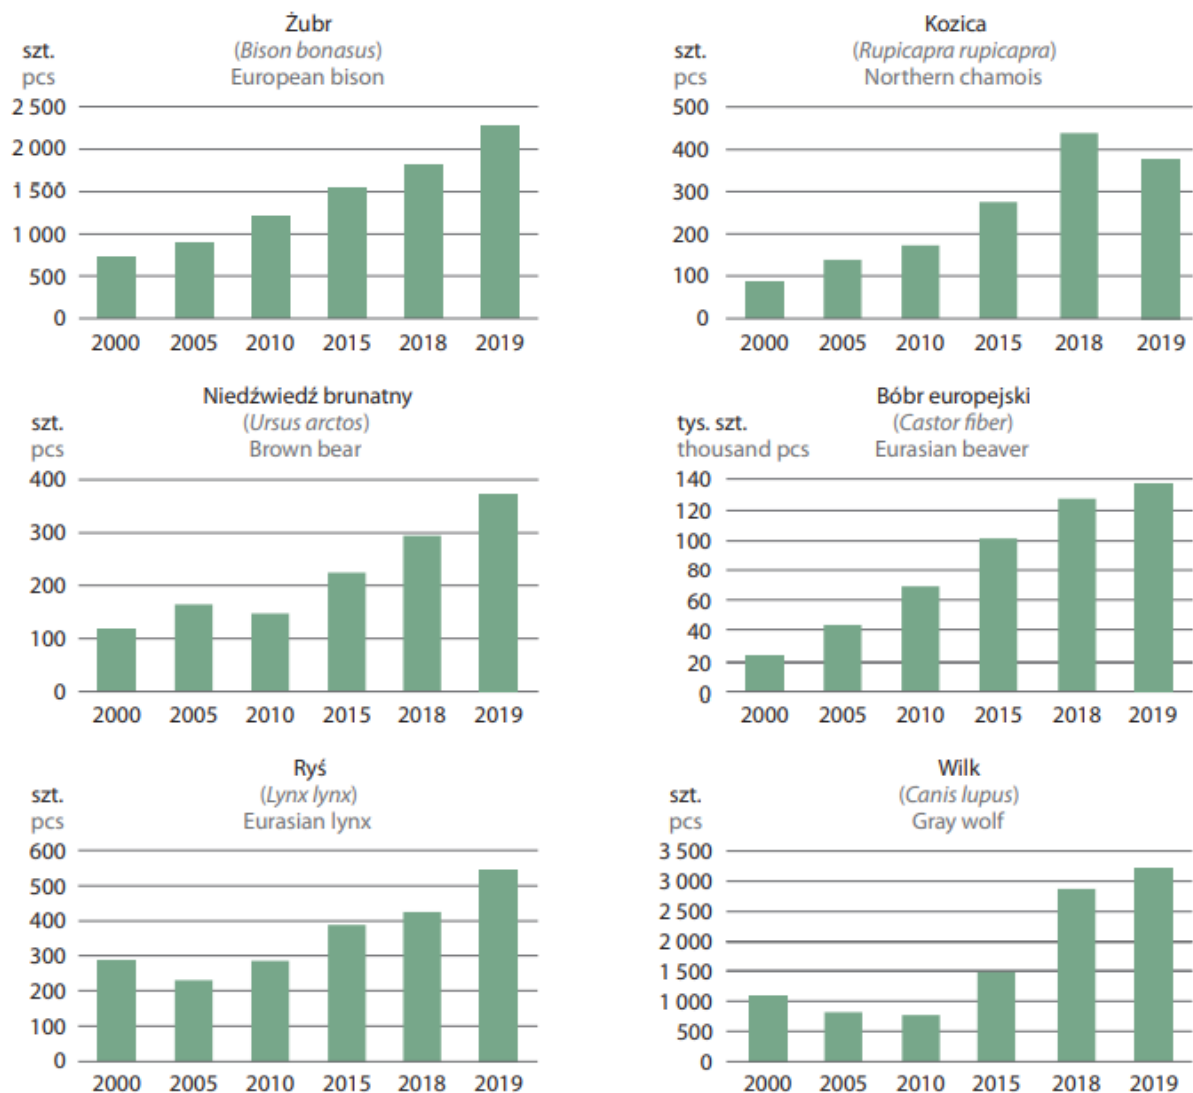 Żubr
(Bison bonasus)
European bison
szt.
pcs
2 500
2 000
1 500
1 000
500
0
2000 2005 2010 2015 2018 2019
Kozica
(Rupicapra rupicapra)
Northern chamois
szt.
pcs
500
400
300
200
100
0
2000 2005 2010 2015 2018 2019
Niedźwiedź brunatny
(Ursus arctos)
Brown bear
szt.
pcs
400
300
200
100
0
2000 2005 2010 2015 2018 2019
Bóbr europejski
(Castor fiber)
Eurasian beaver
tys. szt.
thousand pcs
140
120
100
80
60
40
20
0
2000 2005 2010 2015 2018 2019
Ryś
(Lynx lynx)
Eurasian lynx
szt.
pcs
600
500
400
300
200
100
0
2000 2005 2010 2015 2018 2019
Wilk
(Canis lupus)
Gray wolf
szt.
pcs
3 500
3 000
2 500
2 000
1 500
1 000
500
0
2000 2005 2010 2015 2018 2019